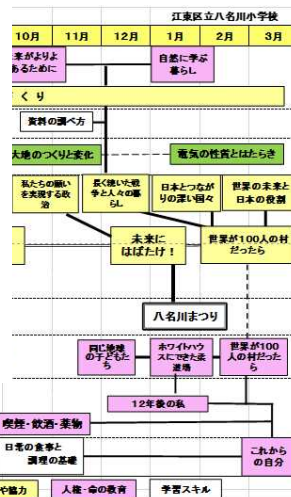 江東区立八名川小学校
10月 11月 12月 1月 2月 3月
来がよりよ
あるために
自然に学ぶ
暮らし
くり
資料の調べ方
大地のつくりと変化
電気の性質とはたらき
私たちの願い
を実現する政
治
長く続いた戦
争と人々の暮
らし
日本とつなが
りの深い国々
世界の未来と
日本の役割
未来に
はばたけ！
世界が100人の村
だったら
八名川まつり
同じ地球
の子どもた
ち
ホワイトハウ
スにできた柔
道場
世界が100
人の村だった
ら
12年後の私
喫煙・飲酒・薬物
日常の食事と
調理の基礎
これから
の自分
や協力
人権・命の教育
学習スキル